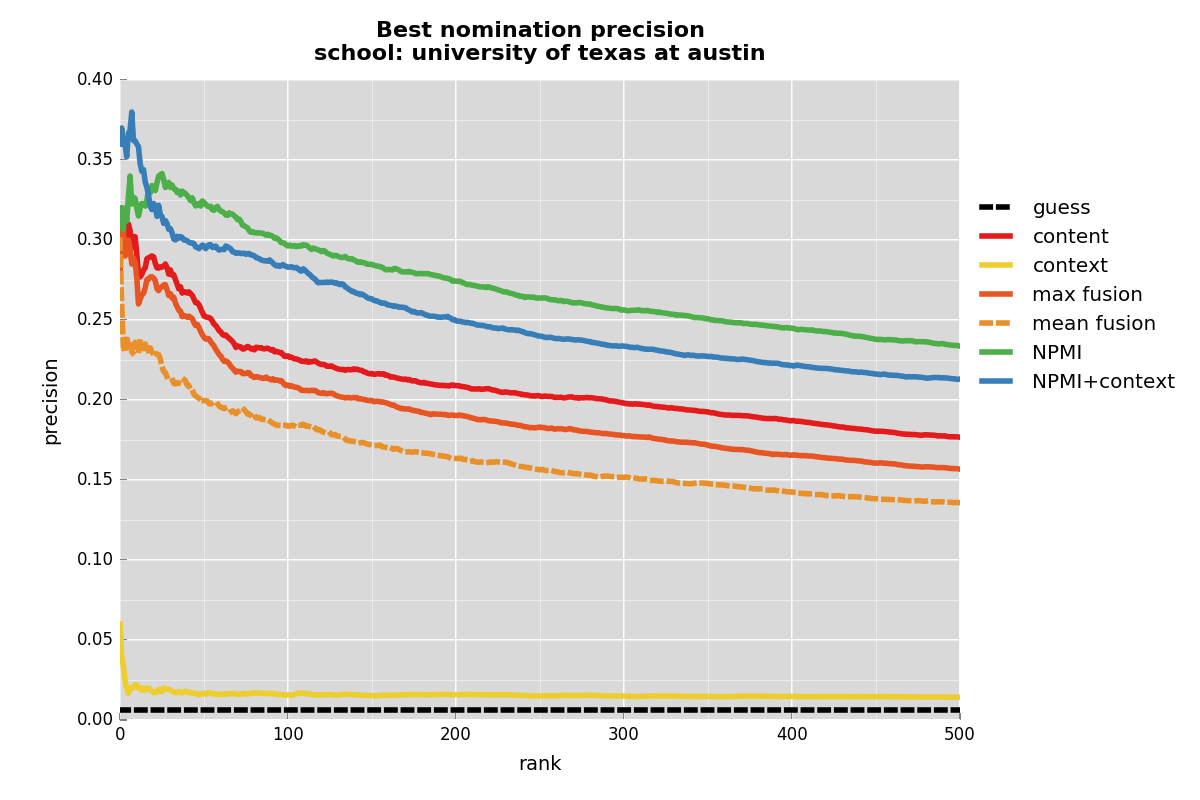 Best nomination precision
school: university of texas at austin
precision
0.40
0.35
0.30
0.25
0.20
0.15
0.10
0.05
0.00
0
100
200
300
400
500
rank
guess
content
context
max fusion
mean fusion
NPMI
NPMI+context